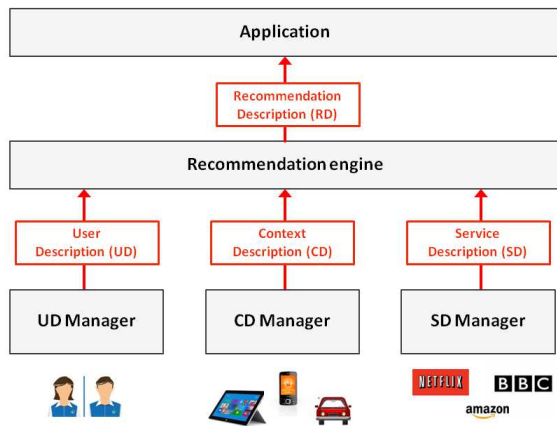 Application
Recommendation
Description (RD)
Recommendation engine
User
Description (UD)
Context
Description (CD)
Service
Description (SD)
UD Manager
CD Manager
SD Manager
NETFLIX
BBC
amazon